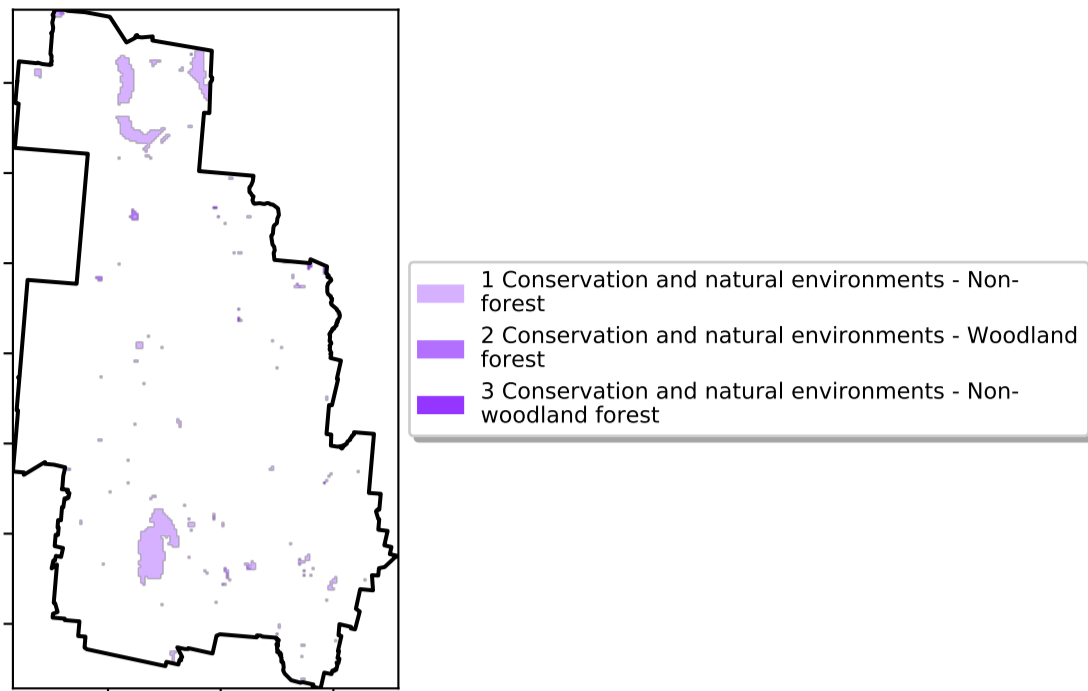 1 Conservation and natural environments - Non-
forest
2 Conservation and natural environments - Woodland
forest
3 Conservation and natural environments - Non-
woodland forest